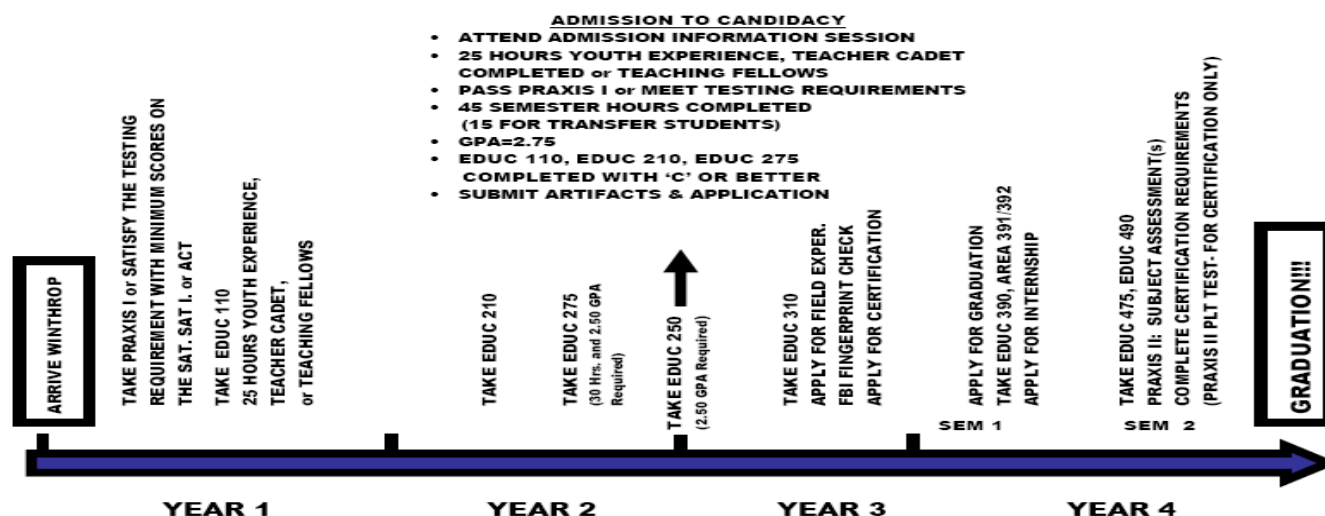 ADMISSION TO CANDIDACY
• ATTEND ADMISSION INFORMATION SESSION
• 25 HOURS YOUTH EXPERIENCE, TEACHER CADET
COMPLETED or TEACHING FELLOWS
• PASS PRAXIS I or MEET TESTING REQUIREMENTS
• 45 SEMESTER HOURS COMPLETED
(15 FOR TRANSFER STUDENTS)
• GPA=2.75
• EDUC 110, EDUC 210, EDUC 275
COMPLETED WITH ‘C’ OR BETTER
• SUBMIT ARTIFACTS & APPLICATION
ARRIVE WINTHROP
TAKE PRAXIS I or SATISFY THE TESTING
REQUIREMENT WITH MINIMUM SCORES ON
THE SAT. SAT I. or ACT
TAKE EDUC 110
25 HOURS YOUTH EXPERIENCE,
TEACHER CADET,
or TEACHING FELLOWS
TAKE EDUC 210
TAKE EDUC 275
(30 Hrs. and 2.50 GPA
Required)
TAKE EDUC 250
(2.50 GPA Required)
TAKE EDUC 310
APPLY FOR FIELD EXPER.
FBI FINGERPRINT CHECK
APPLY FOR CERTIFICATION
APPLY FOR GRADUATION
TAKE EDUC 390, AREA 391/392
APPLY FOR INTERNSHIP
SEM 1
TAKE EDUC 475, EDUC 490
PRAXIS II: SUBJECT ASSESSMENT(s)
COMPLETE CERTIFICATION REQUIREMENTS
(PRAXIS II PLT TEST- FOR CERTIFICATION ONLY)
SEM 2
GRADUATION!!!
YEAR 1
YEAR 2
YEAR 3
YEAR 4